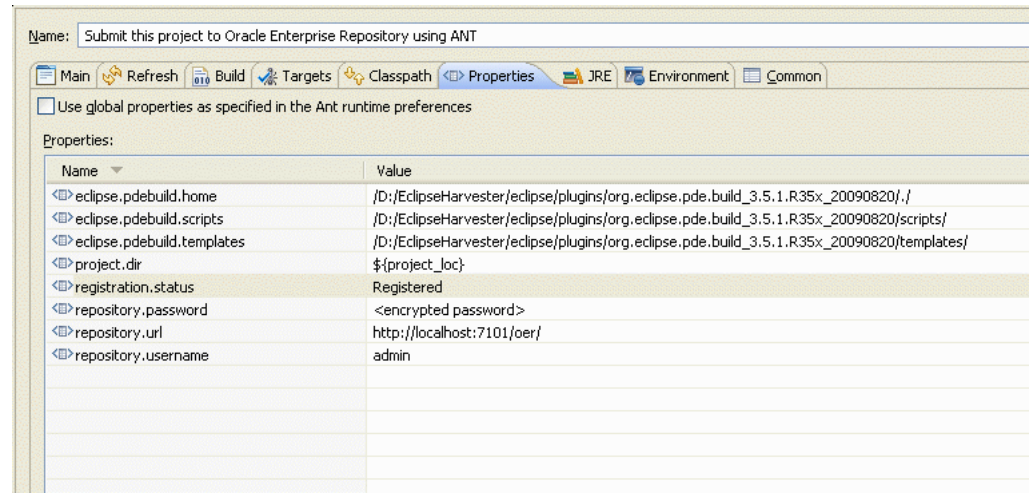 Name: Submit this project to Oracle Enterprise Repository using ANT
Main Refresh Build Targets Classpath Properties JRE Environment Common
Use global properties as specified in the Ant runtime preferences
Properties:
Name Value
eclipse.pdebuild.home /D:/EclipseHarvester/eclipse/plugins/org.eclipse.pde.build_3.5.1.R35x_20090820/./
eclipse.pdebuild.scripts /D:/EclipseHarvester/eclipse/plugins/org.eclipse.pde.build_3.5.1.R35x_20090820/scripts/
eclipse.pdebuild.templates /D:/EclipseHarvester/eclipse/plugins/org.eclipse.pde.build_3.5.1.R35x_20090820/templates/
project.dir ${project_loc}
registration.status Registered
repository.password <encrypted password>
repository.url http://localhost:7101/oer/
repository.username admin